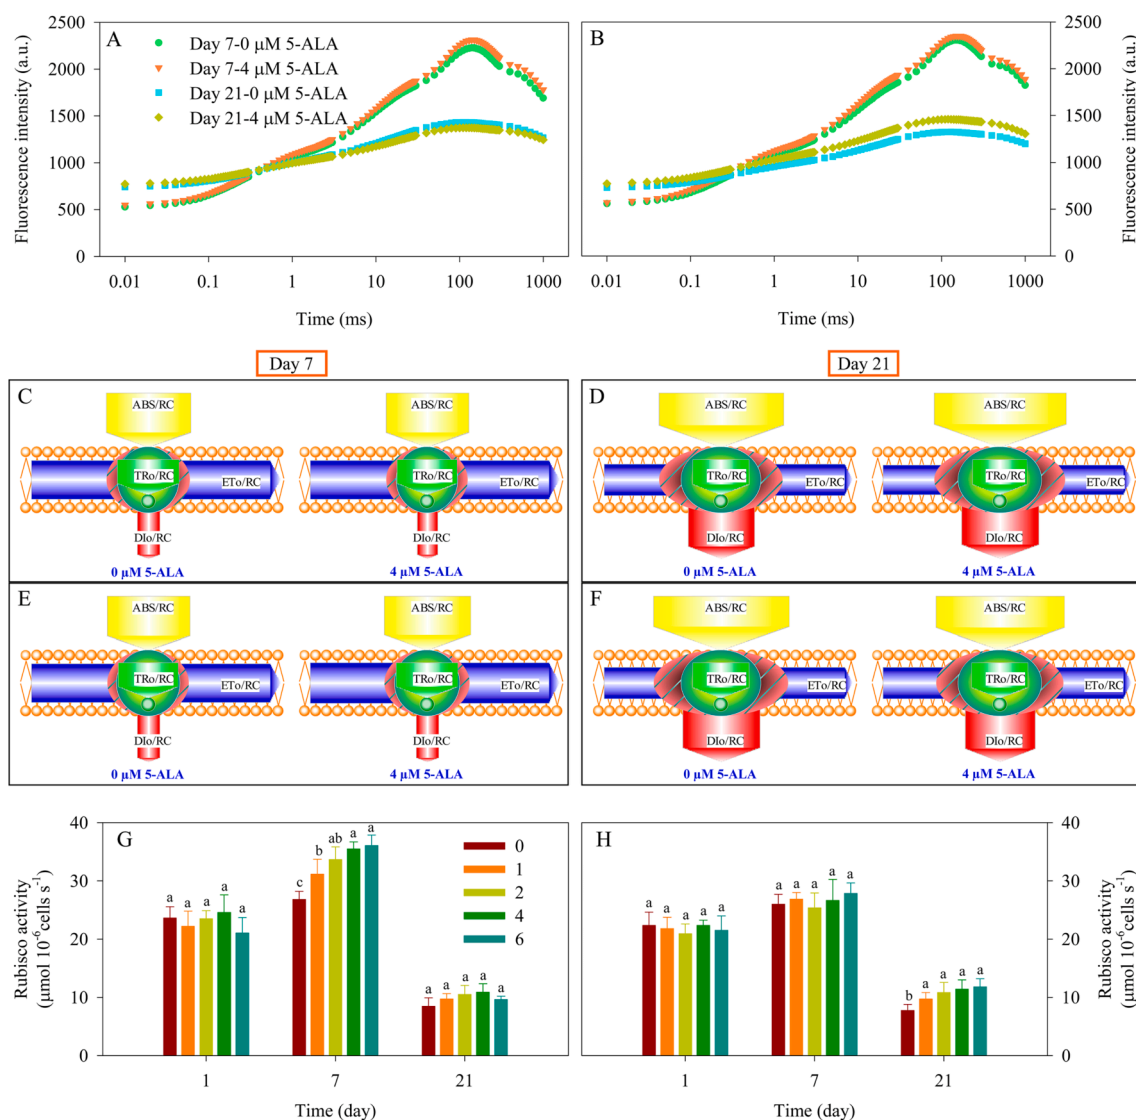 A
Day 7-0 μM 5-ALA
Day 7-4 μM 5-ALA
Day 21-0 μM 5-ALA
Day 21-4 μM 5-ALA
Fluorescence intensity (a.u.)
2500
2000
1500
1000
500
0
0.01 0.1 1 10 100 1000
Time (ms)
B
Fluorescence intensity (a.u.)
2500
2000
1500
1000
500
0
0.01 0.1 1 10 100 1000
Time (ms)
Day 7
Day 21
C
ABS/RC
TRo/RC
ETo/RC
DIo/RC
0 μM 5-ALA
ABS/RC
TRo/RC
ETo/RC
DIo/RC
4 μM 5-ALA
D
ABS/RC
TRo/RC
ETo/RC
DIo/RC
0 μM 5-ALA
ABS/RC
TRo/RC
ETo/RC
DIo/RC
4 μM 5-ALA
E
ABS/RC
TRo/RC
ETo/RC
DIo/RC
0 μM 5-ALA
ABS/RC
TRo/RC
ETo/RC
DIo/RC
4 μM 5-ALA
F
ABS/RC
TRo/RC
ETo/RC
DIo/RC
0 μM 5-ALA
ABS/RC
TRo/RC
ETo/RC
DIo/RC
4 μM 5-ALA
G
Rubisco activity
(μmol 10⁻⁶cells s⁻¹)
40
30
20
10
0
a a a a a
c b ab a a
a a a a a
0
1
2
4
6
1 7 21
Time (day)
H
Rubisco activity
(μmol 10⁻⁶cells s⁻¹)
40
30
20
10
0
a a a a a
a a a a a
b a a a a
1 7 21
Time (day)